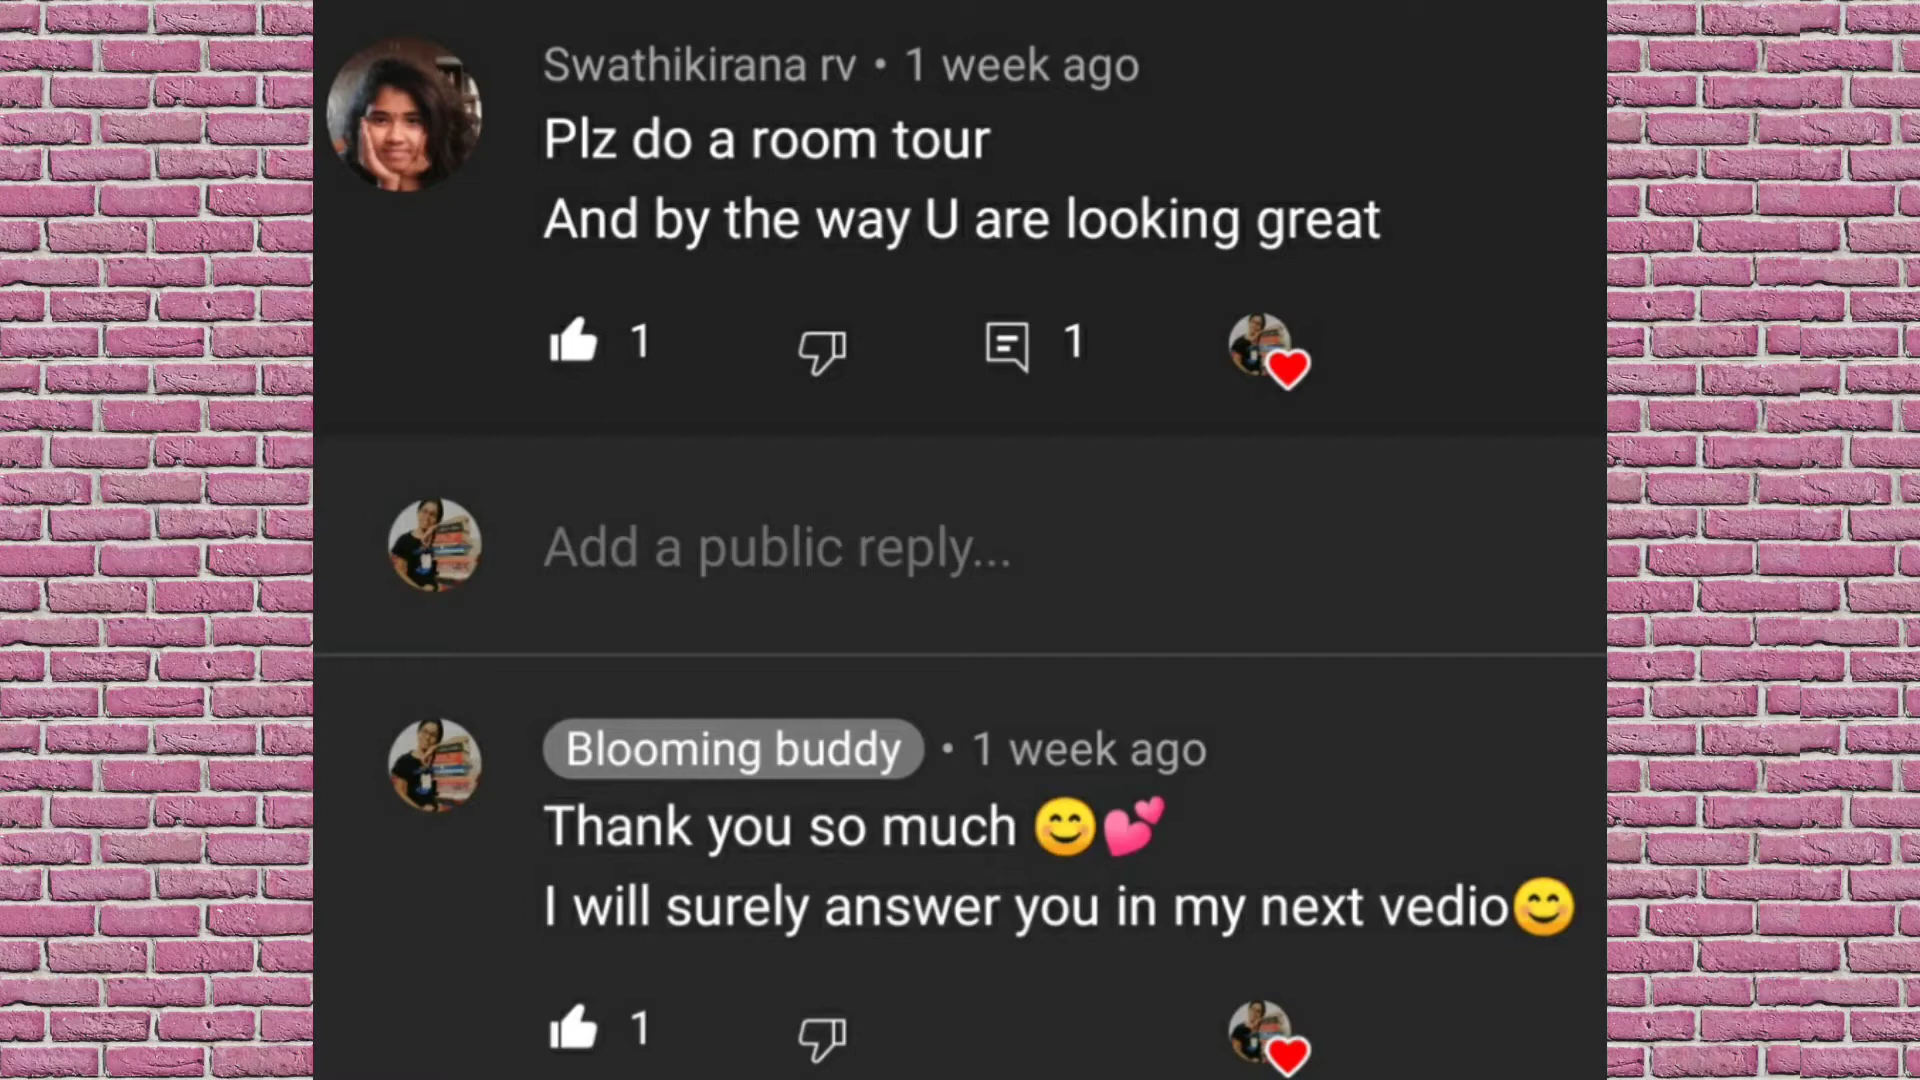 Swathikirana rv • 1 week ago
Plz do a room tour
And by the way U are looking great
1 1
Add a public reply...
Blooming buddy • 1 week ago
Thank you so much 😊💕
I will surely answer you in my next vedio😊
1